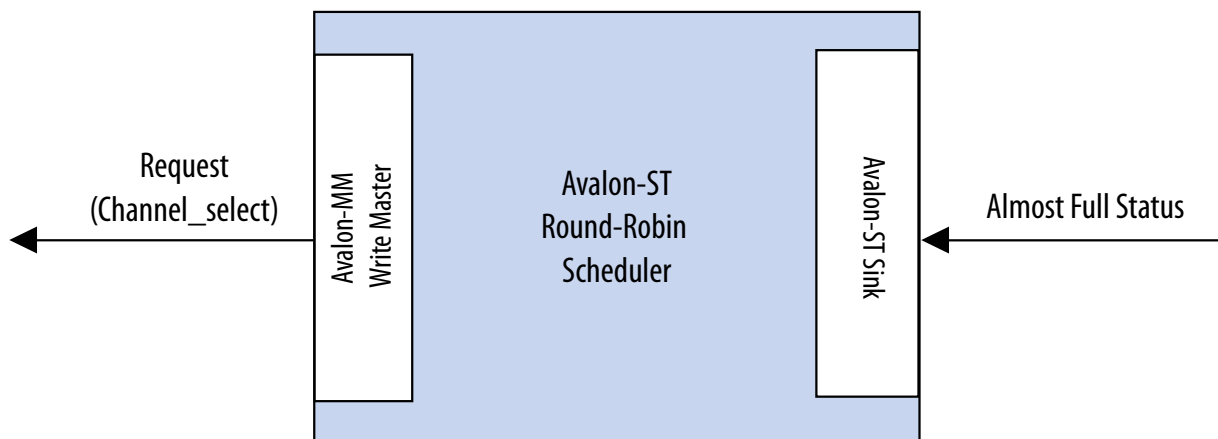 Request
(Channel_select)
Avalon-MM
Write Master
Avalon-ST
Round-Robin
Scheduler
Avalon-ST Sink
Almost Full Status